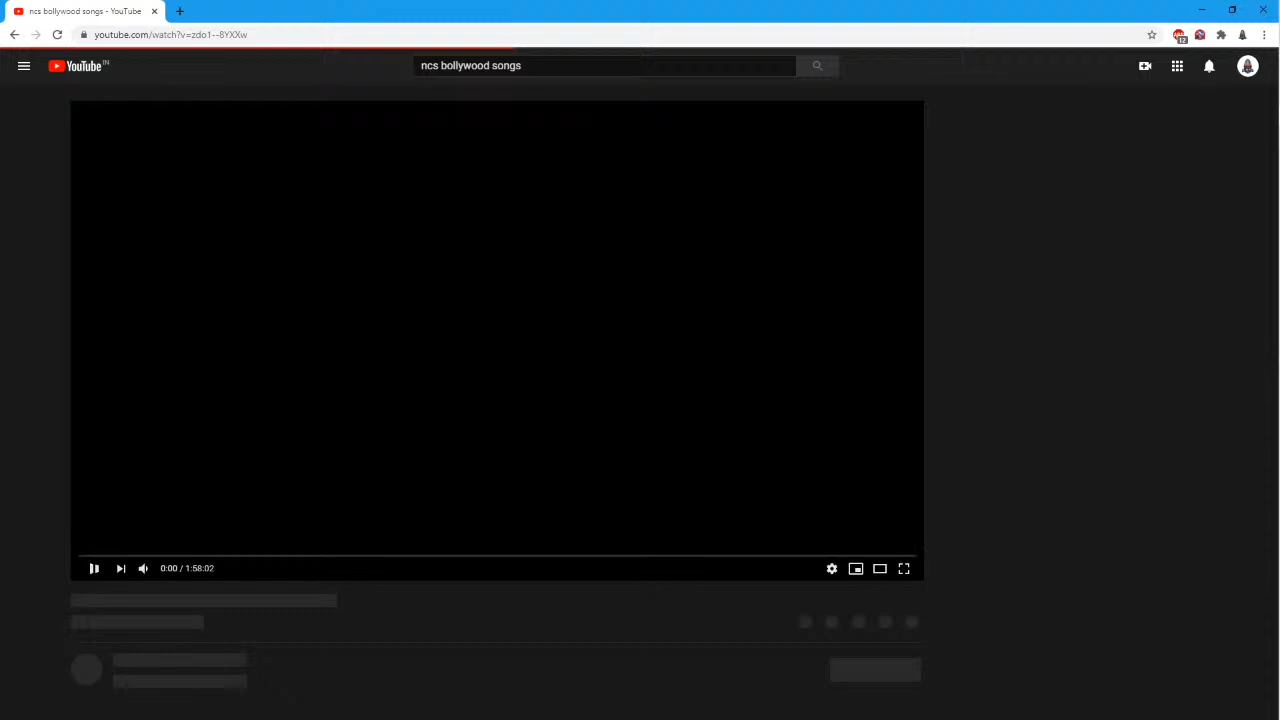 ncs bollywood songs - YouTube
youtube.com/watch?v=zdo1--8YXXw
12
YouTube IN
ncs bollywood songs
0:00 / 1:58:02